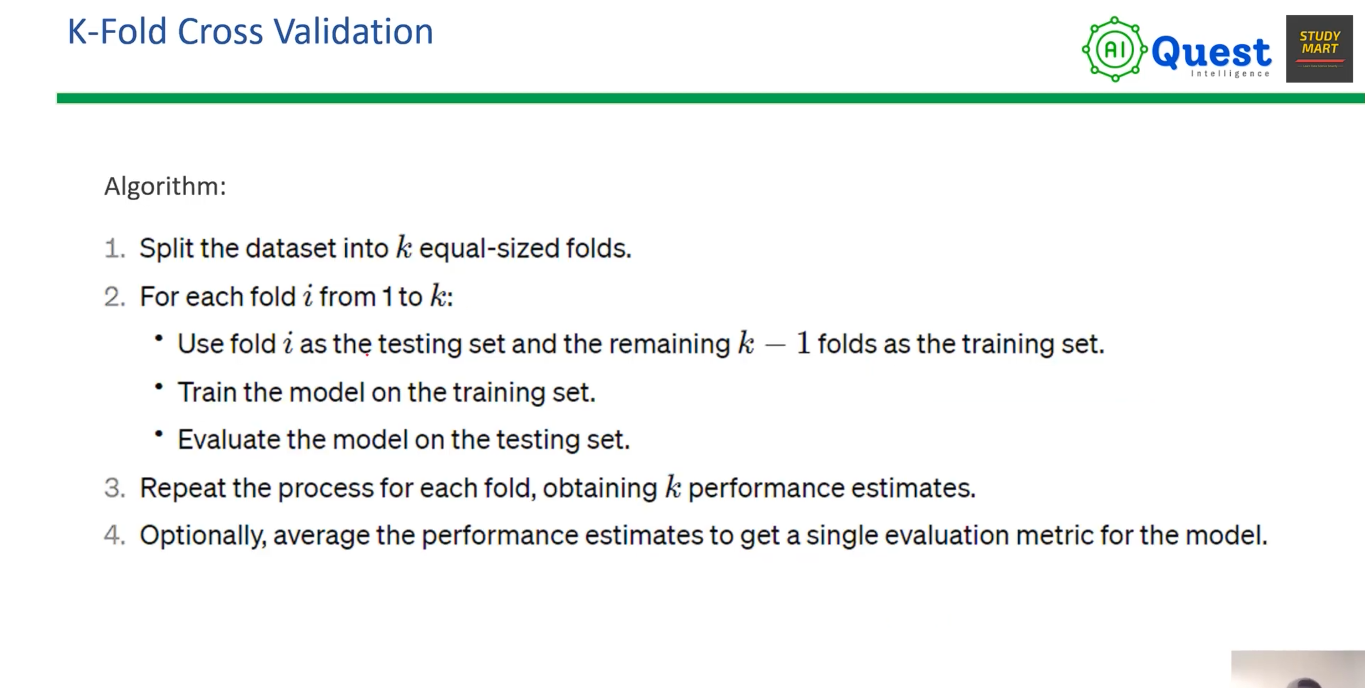 K-Fold Cross Validation
AI Quest
Intelligence
STUDY
MART
Algorithm:
1. Split the dataset into k equal-sized folds.
2. For each fold i from 1 to k:
• Use fold i as the testing set and the remaining k − 1 folds as the training set.
• Train the model on the training set.
• Evaluate the model on the testing set.
3. Repeat the process for each fold, obtaining k performance estimates.
4. Optionally, average the performance estimates to get a single evaluation metric for the model.